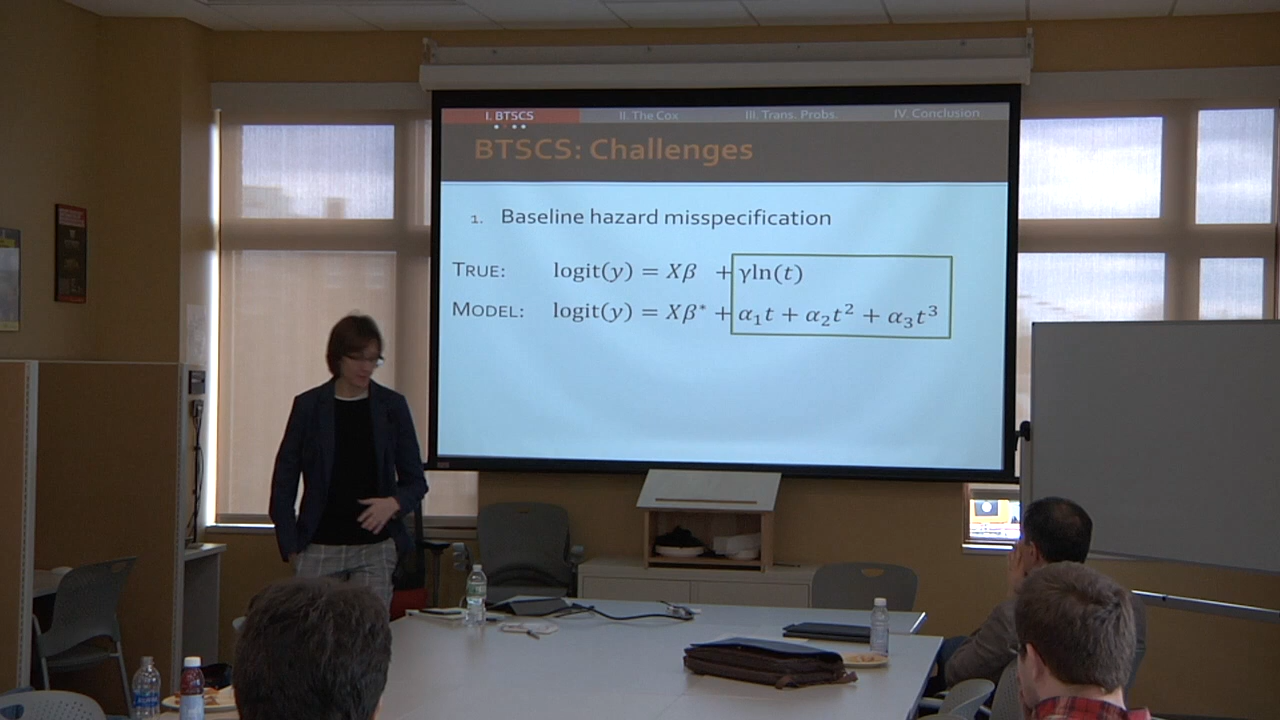 I. BTSCS II. The Cox III. Trans. Probs. IV. Conclusion
BTSCS: Challenges
1. Baseline hazard misspecification
TRUE: logit(y) = Xβ + γln(t)
MODEL: logit(y) = Xβ* + α₁t + α₂t² + α₃t³